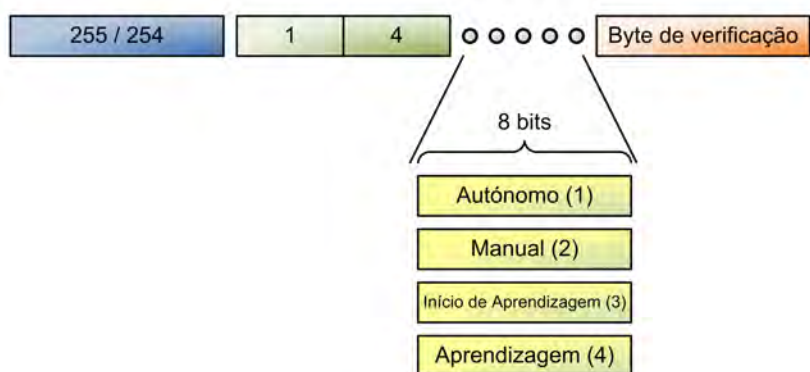 255 / 254 1 4 Byte de verificação
8 bits
Autónomo (1)
Manual (2)
Início de Aprendizagem (3)
Aprendizagem (4)